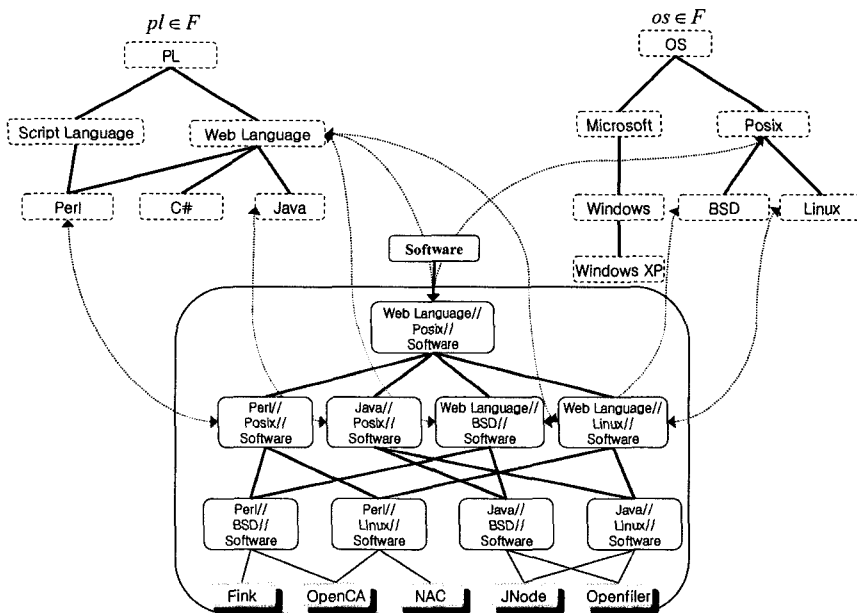 pl ∈ F
os ∈ F
PL
OS
Script Language
Web Language
Microsoft
Posix
Perl
C#
Java
Windows
BSD
Linux
Software
Windows XP
Web Language//
Posix//
Software
Perl//
Posix//
Software
Java//
Posix//
Software
Web Language//
BSD//
Software
Web Language//
Linux//
Software
Perl//
BSD//
Software
Perl//
Linux//
Software
Java//
BSD//
Software
Java//
Linux//
Software
Fink
OpenCA
NAC
JNode
Openfiler